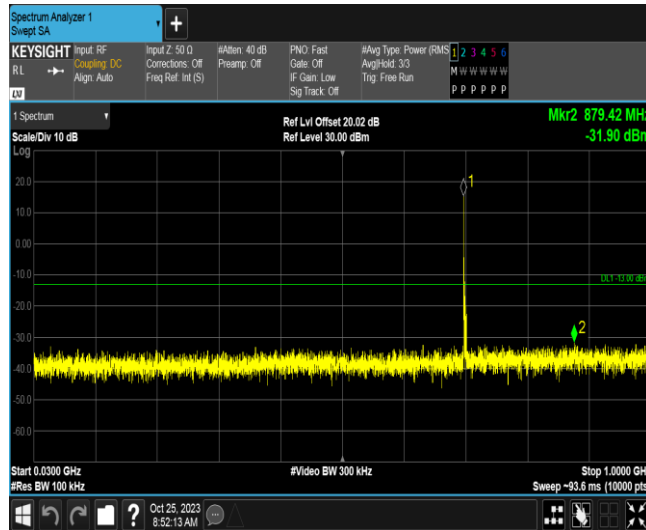 Spectrum Analyzer 1
Swept SA
+
KEYSIGHT Input: RF Input Z: 50 Ω #Atten: 40 dB PNO: Fast #Avg Type: Power (RMS 1 2 3 4 5 6
RL Coupling: DC Corrections: Off Preamp: Off Gate: Off Avg|Hold: 3/3 M W W W W W
Align: Auto Freq Ref: Int (S) IF Gain: Low Trig: Free Run
LXI Sig Track: Off P P P P P P
1 Spectrum Ref Lvl Offset 20.02 dB Mkr2 879.42 MHz
Scale/Div 10 dB Ref Level 30.00 dBm -31.90 dBm
Log
1
20.0
10.0
0.00
-10.0
DL1 -13.00 dB
-20.0
2
-30.0
-40.0
-50.0
-60.0
Start 0.0300 GHz #Video BW 300 kHz Stop 1.0000 GH
#Res BW 100 kHz Sweep ~93.6 ms (10000 pts
? Oct 25, 2023
8:52:13 AM